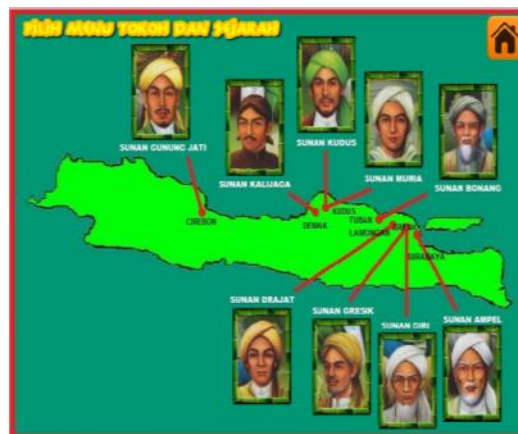 PILIH MENU TOKOH DAN SEJARAH
SUNAN GUNUNG JATI
SUNAN KALIJAGA
SUNAN KUDUS
SUNAN MURIA
SUNAN BONANG
CIREBON
DEMAK
KUDUS
TUBAN
LAMONGAN
SURABAYA
SUNAN DRAJAT
SUNAN GRESIK
SUNAN GIRI
SUNAN AMPEL